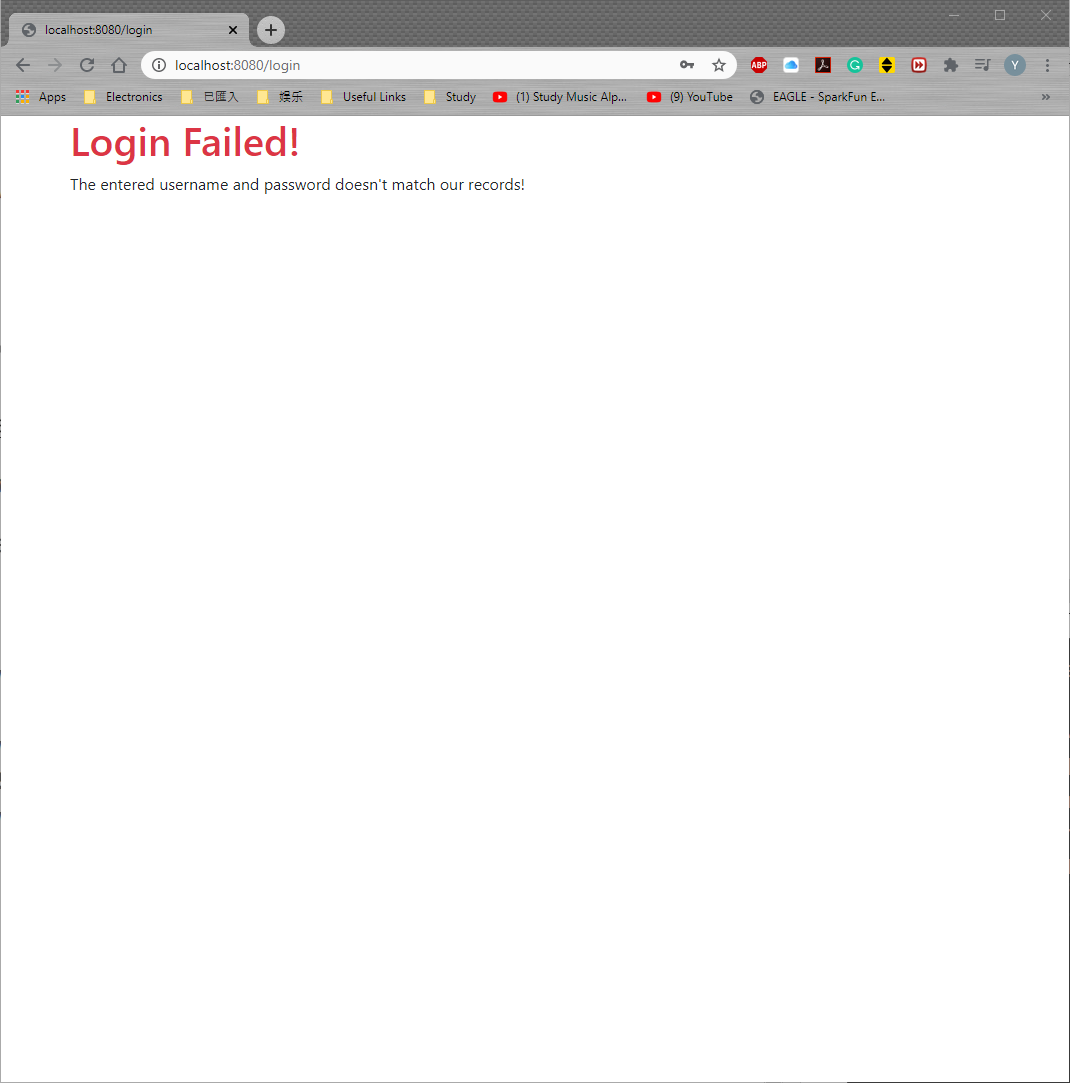 localhost:8080/login
localhost:8080/login
ABP
G
Y
Apps
Electronics
已匯入
娱乐
Useful Links
Study
(1) Study Music Alp...
(9) YouTube
EAGLE - SparkFun E...
Login Failed!
The entered username and password doesn't match our records!